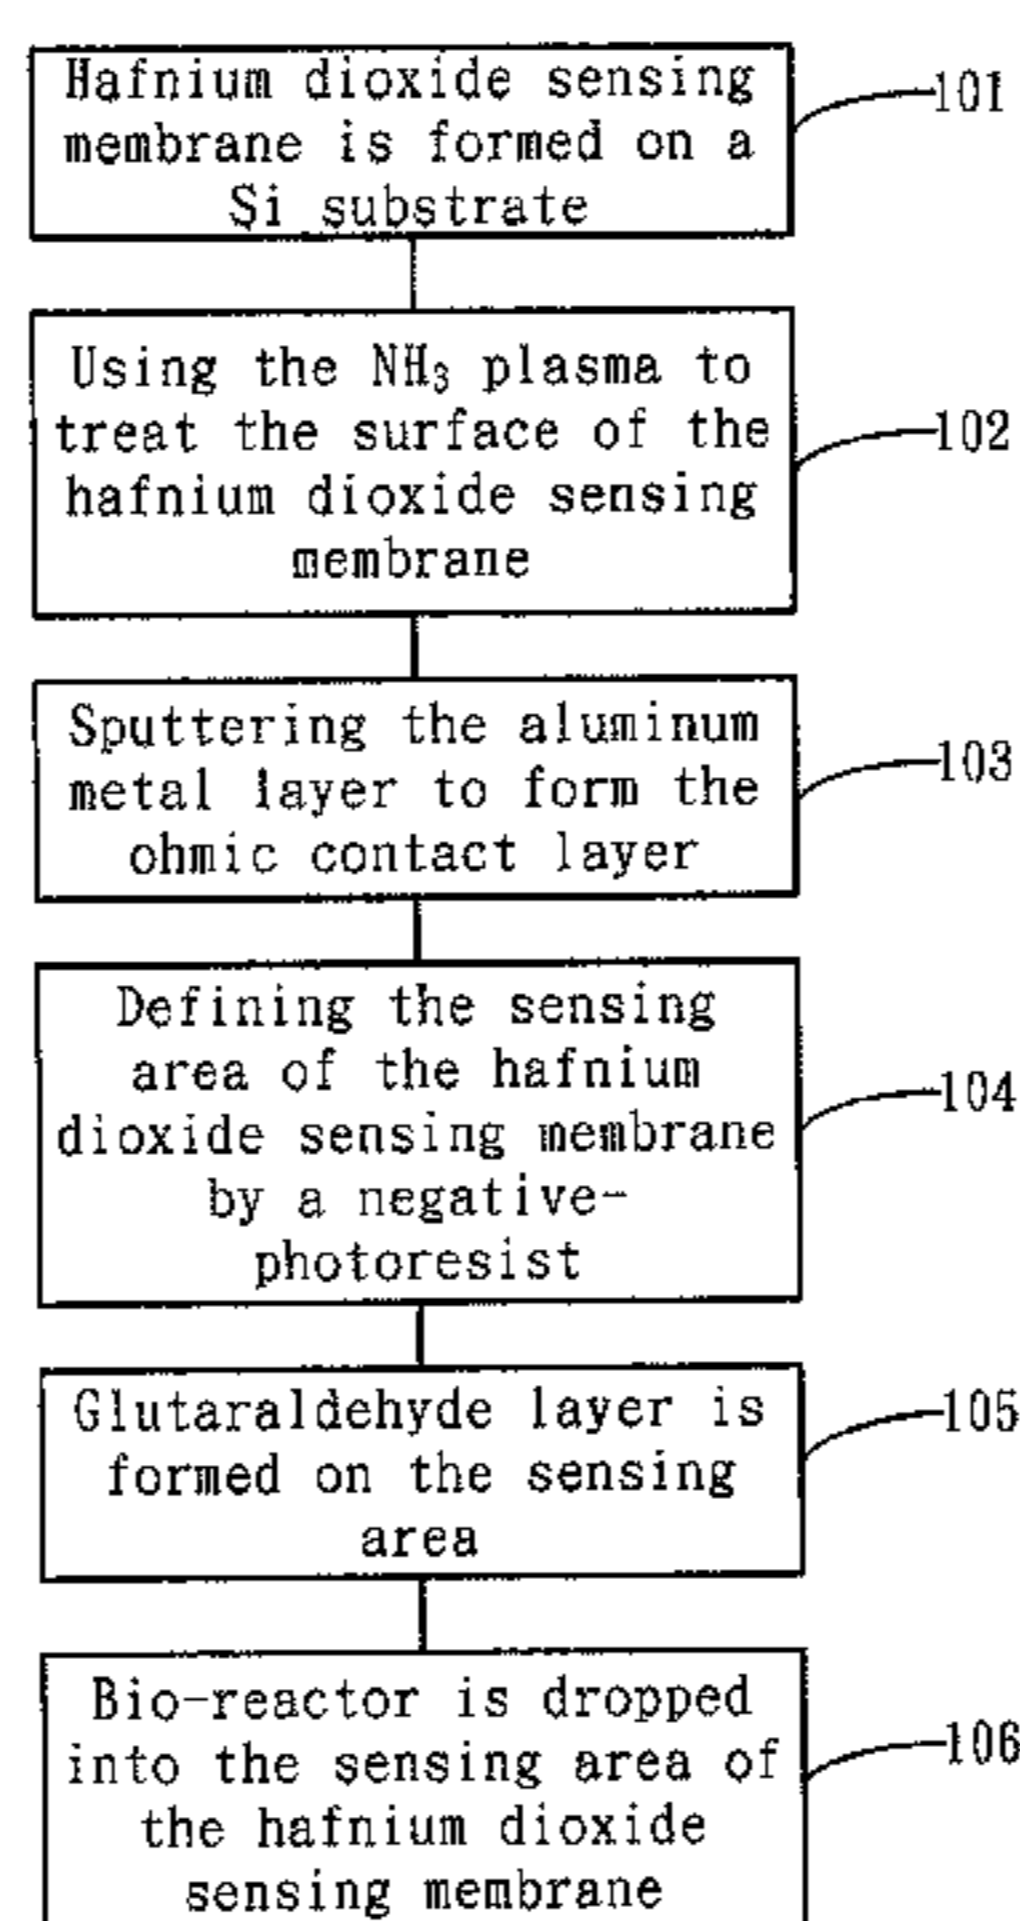 Hafnium dioxide sensing
membrane is formed on a
Si substrate
101
Using the NH₃ plasma to
treat the surface of the
hafnium dioxide sensing
membrane
102
Sputtering the aluminum
metal layer to form the
ohmic contact layer
103
Defining the sensing
area of the hafnium
dioxide sensing membrane
by a negative-
photoresist
104
Glutaraldehyde layer is
formed on the sensing
area
105
Bio-reactor is dropped
into the sensing area of
the hafnium dioxide
sensing membrane
106